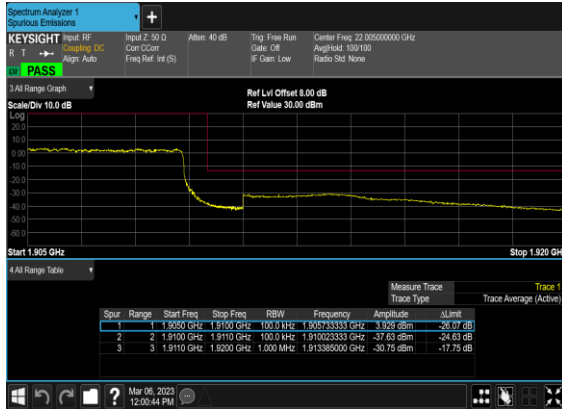 Spectrum Analyzer 1
Spurious Emissions
KEYSIGHT Input: RF Input Z: 50 Ω Atten: 40 dB Trig: Free Run Center Freq: 22.005000000 GHz
R T Coupling: DC Corr CCorr Gate: Off Avg|Hold: 100/100
Align: Auto Freq Ref: Int (S) IF Gain: Low Radio Std: None
PASS
3 All Range Graph
Ref Lvl Offset 8.00 dB
Scale/Div 10.0 dB Ref Value 30.00 dBm
Log
20.0
10.0
0.00
-10.0
-20.0
-30.0
-40.0
-50.0
-60.0
Start 1.905 GHz Stop 1.920 GH
4 All Range Table
Measure Trace Trace 1
Trace Type Trace Average (Active)
Spur Range Start Freq Stop Freq RBW Frequency Amplitude ΔLimit
1 1 1.9050 GHz 1.9100 GHz 100.0 kHz 1.905733333 GHz 3.929 dBm -26.07 dB
2 2 1.9100 GHz 1.9110 GHz 100.0 kHz 1.910023333 GHz -37.63 dBm -24.63 dB
3 3 1.9110 GHz 1.9200 GHz 1.000 MHz 1.913385000 GHz -30.75 dBm -17.75 dB
Mar 06, 2023
12:00:44 PM